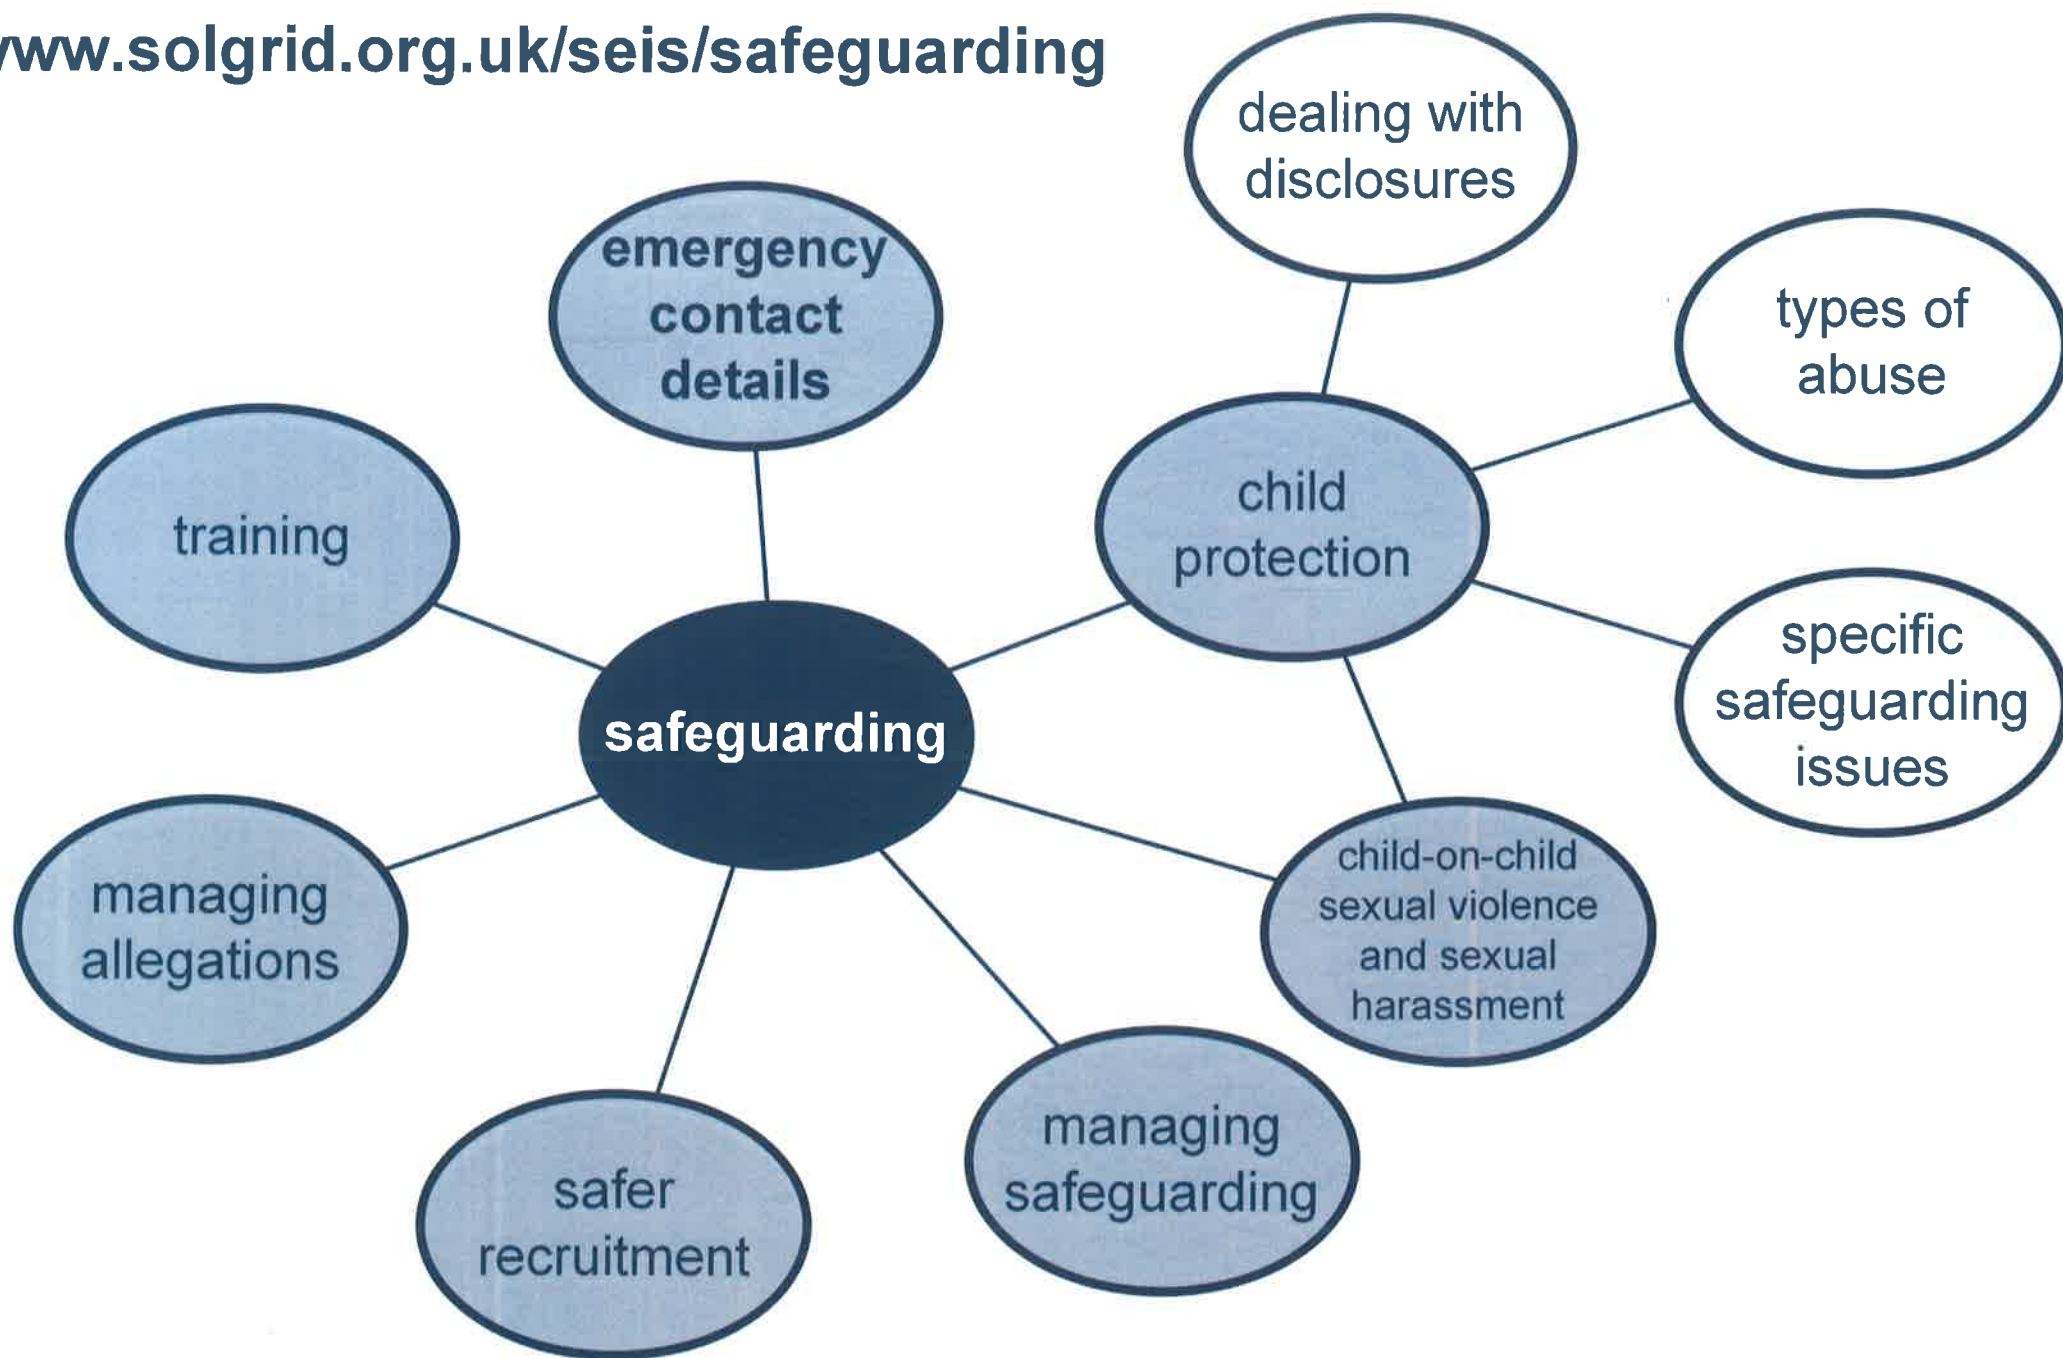 www.solgrid.org.uk/seis/safeguarding
dealing with
disclosures
emergency
contact
details
types of
abuse
training
child
protection
specific
safeguarding
issues
safeguarding
managing
allegations
child-on-child
sexual violence
and sexual
harassment
managing
safeguarding
safer
recruitment